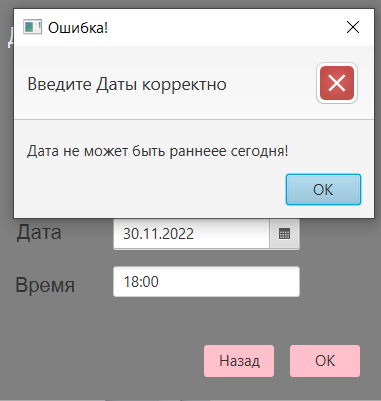 Ошибка!
Введите Даты корректно
Дата не может быть раннеее сегодня!
OK
Дата 30.11.2022
Время 18:00
Назад OK